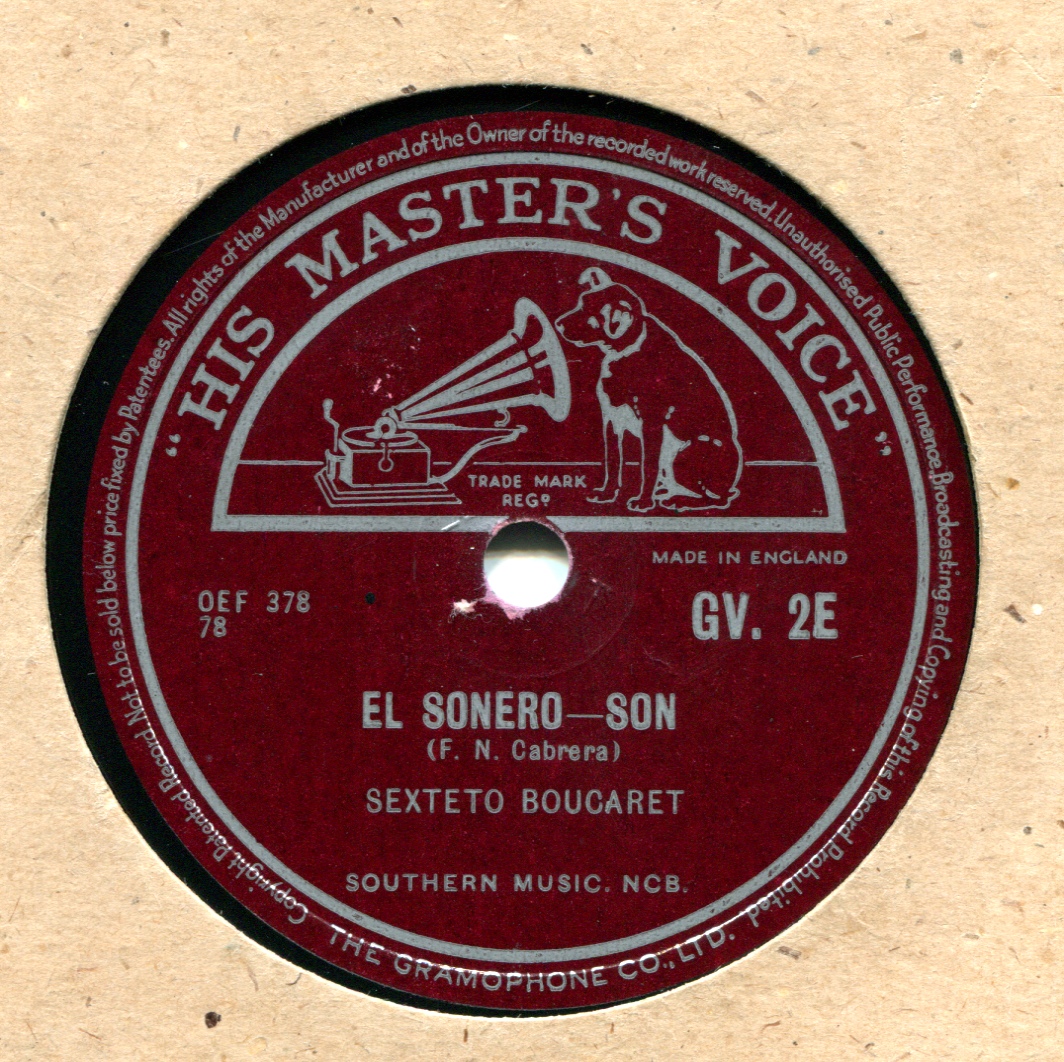 Copyright Patented Record Not to be sold below price fixed by Patentees. All rights of the Manufacturer and of the Owner of the recorded work reserved. Unauthorised Public Performance, Broadcasting and Copying of this Record Prohibited
"HIS MASTER'S VOICE"
TRADE MARK
REGD
MADE IN ENGLAND
OEF 378
78
GV. 2E
EL SONERO—SON
(F. N. Cabrera)
SEXTETO BOUCARET
SOUTHERN MUSIC. NCB.
THE GRAMOPHONE CO., LTD.